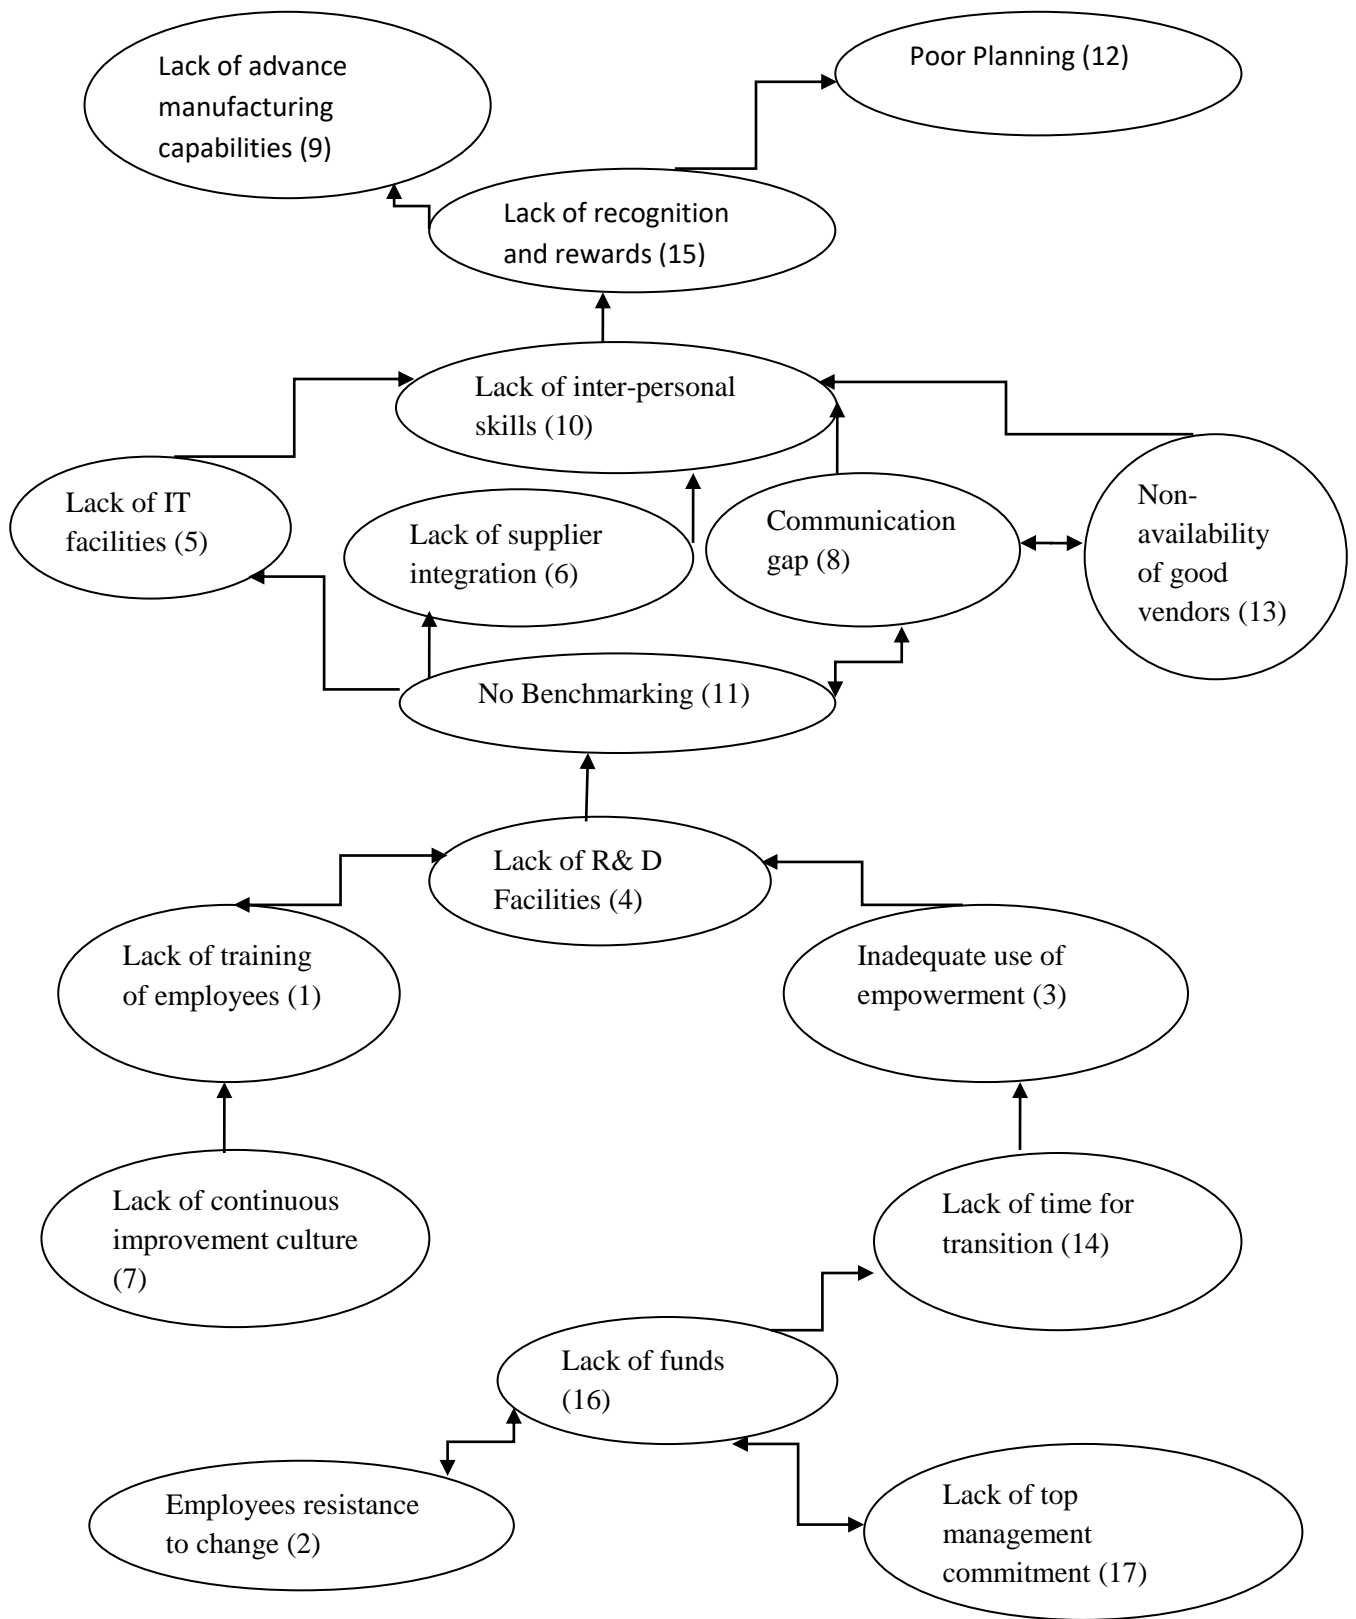 Lack of advance
manufacturing
capabilities (9)
Poor Planning (12)
Lack of recognition
and rewards (15)
Lack of inter-personal
skills (10)
Lack of IT
facilities (5)
Lack of supplier
integration (6)
Communication
gap (8)
Non-
availability
of good
vendors (13)
No Benchmarking (11)
Lack of R& D
Facilities (4)
Lack of training
of employees (1)
Inadequate use of
empowerment (3)
Lack of continuous
improvement culture
(7)
Lack of time for
transition (14)
Lack of funds
(16)
Employees resistance
to change (2)
Lack of top
management
commitment (17)